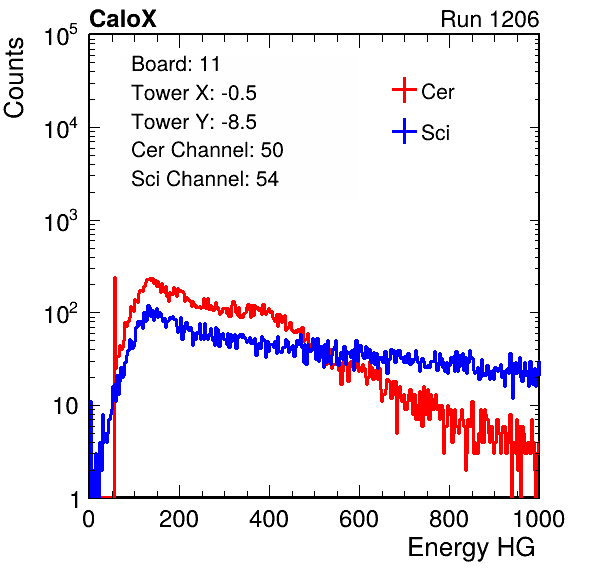 CaloX Run 1206
Board: 11
Tower X: -0.5
Tower Y: -8.5
Cer Channel: 50
Sci Channel: 54
Cer
Sci
Counts
10^5
10^4
10^3
10^2
10
1
0 200 400 600 800 1000
Energy HG